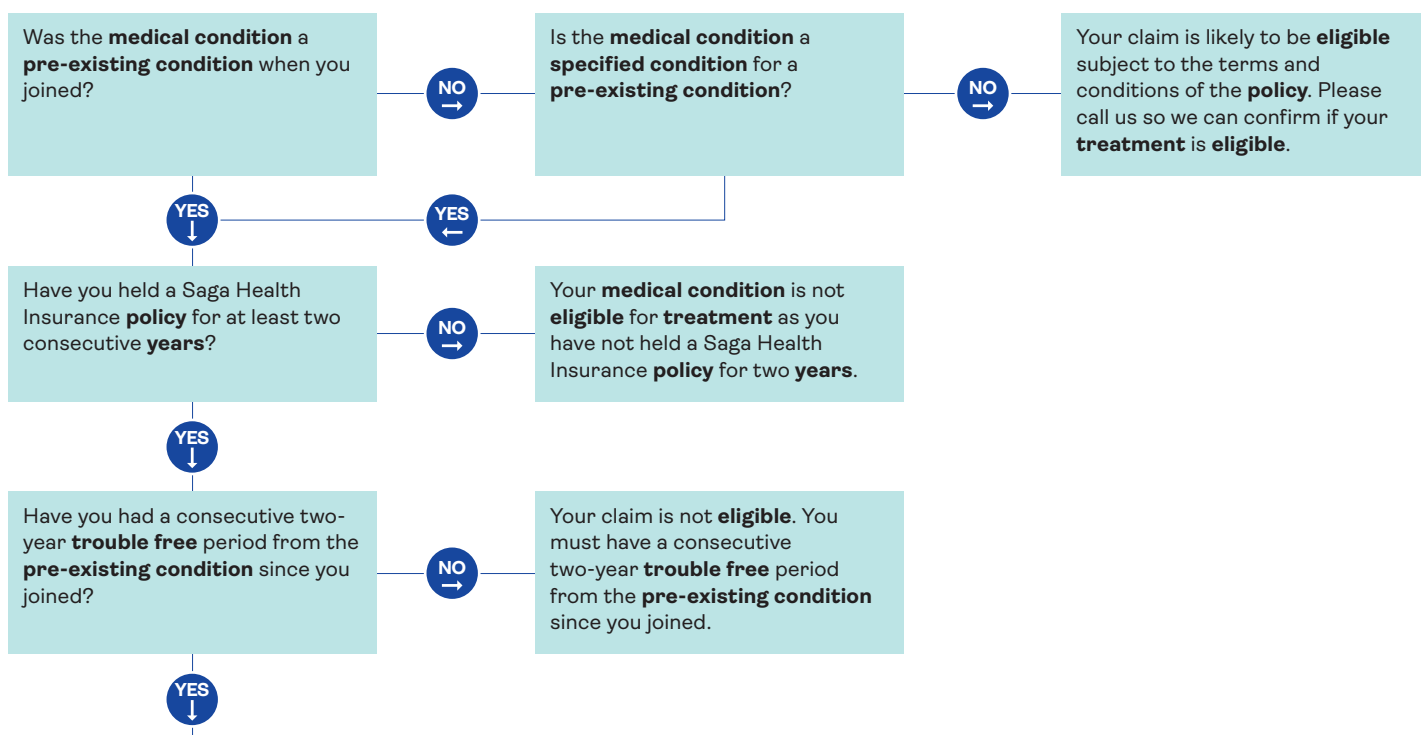 Was the medical condition a
pre-existing condition when you
joined?
NO
→
Is the medical condition a
specified condition for a
pre-existing condition?
NO
→
Your claim is likely to be eligible
subject to the terms and
conditions of the policy. Please
call us so we can confirm if your
treatment is eligible.
YES
↓
YES
←
Have you held a Saga Health
Insurance policy for at least two
consecutive years?
NO
→
Your medical condition is not
eligible for treatment as you
have not held a Saga Health
Insurance policy for two years.
YES
↓
Have you had a consecutive two-
year trouble free period from the
pre-existing condition since you
joined?
NO
→
Your claim is not eligible. You
must have a consecutive
two-year trouble free period
from the pre-existing condition
since you joined.
YES
↓